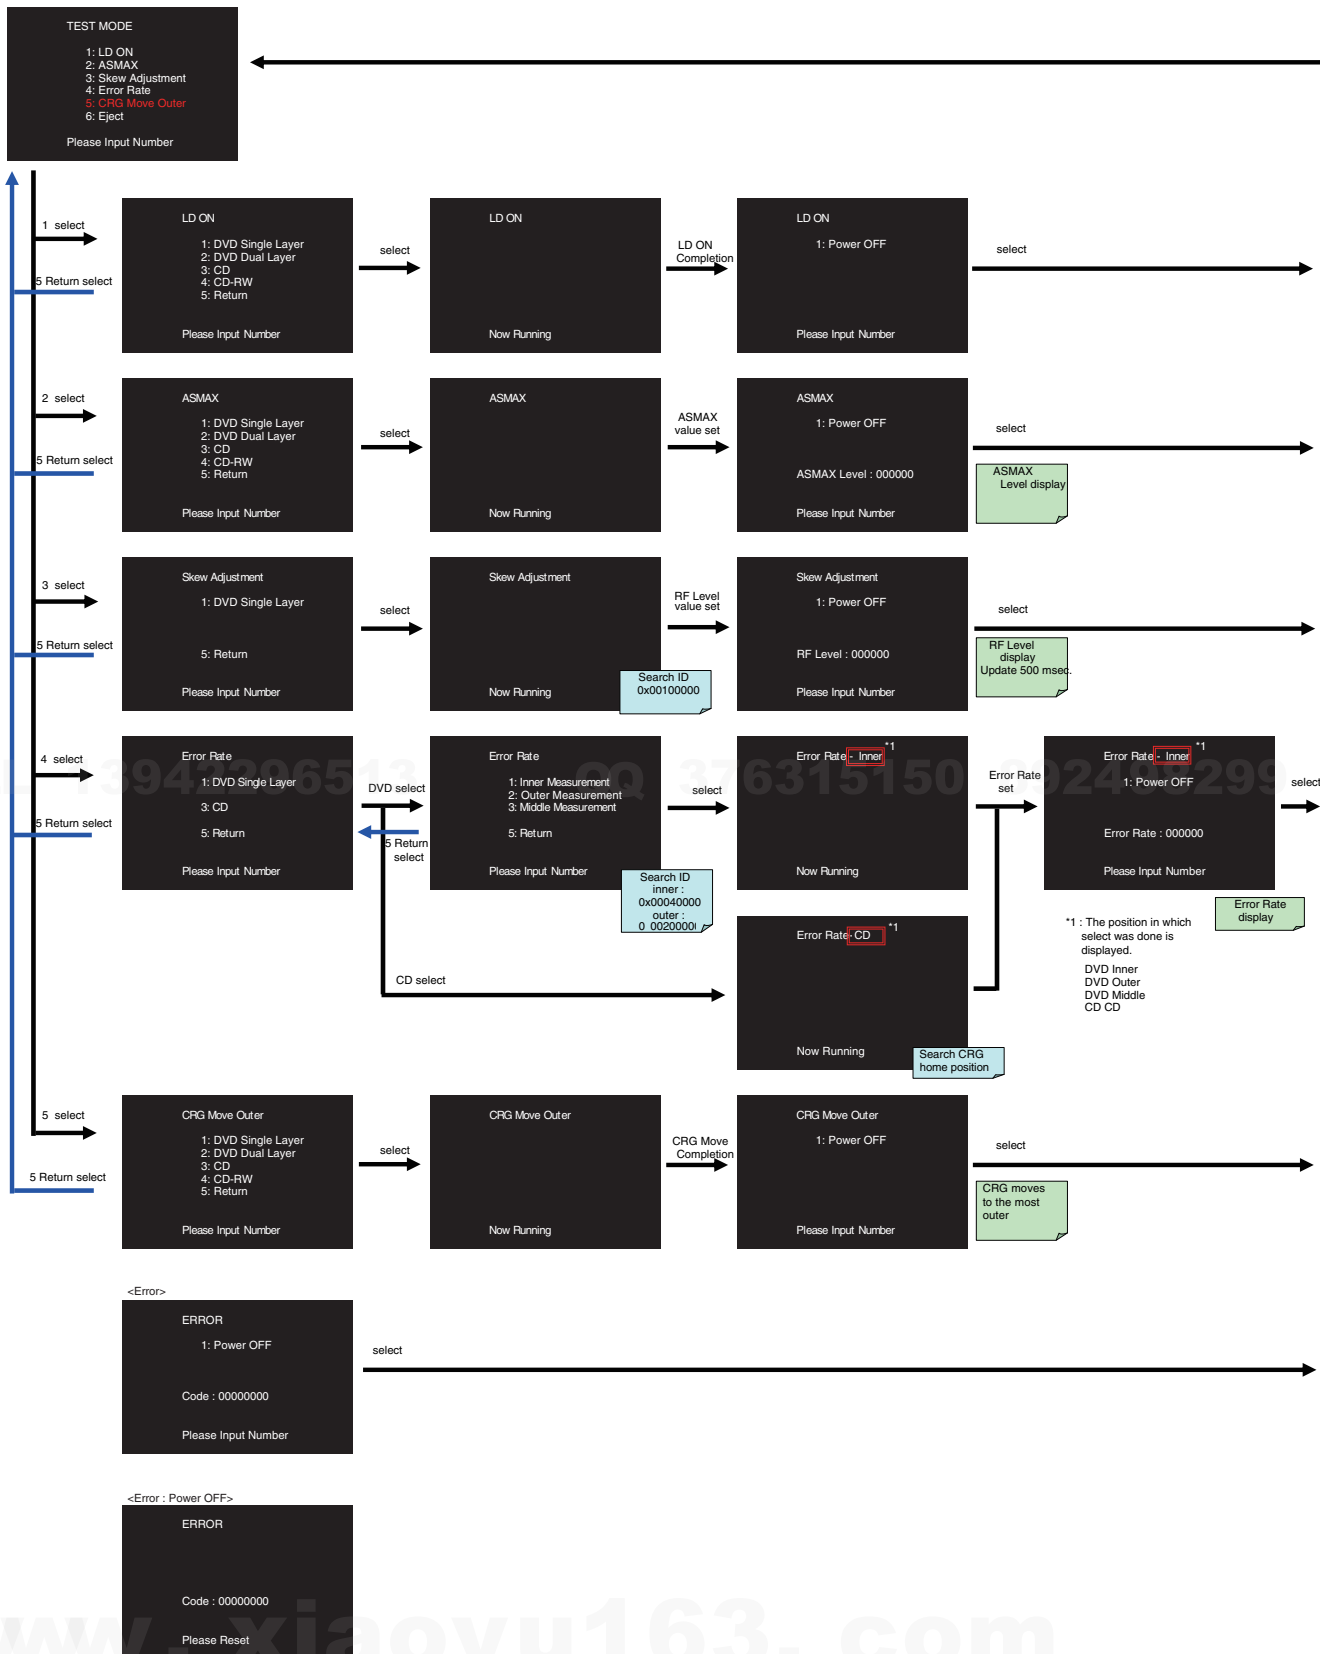 TEST MODE
1: LD ON
2: ASMAX
3: Skew Adjustment
4: Error Rate
5: CRG Move Outer
6: Eject
Please Input Number
1 select
5 Return select
LD ON
1: DVD Single Layer
2: DVD Dual Layer
3: CD
4: CD-RW
5: Return
Please Input Number
select
LD ON
Now Running
LD ON
Completion
LD ON
1: Power OFF
Please Input Number
select
2 select
5 Return select
ASMAX
1: DVD Single Layer
2: DVD Dual Layer
3: CD
4: CD-RW
5: Return
Please Input Number
select
ASMAX
Now Running
ASMAX
value set
ASMAX
1: Power OFF
ASMAX Level : 000000
Please Input Number
select
ASMAX
Level display
3 select
5 Return select
Skew Adjustment
1: DVD Single Layer
5: Return
Please Input Number
select
Skew Adjustment
Now Running
Search ID
0x00100000
RF Level
value set
Skew Adjustment
1: Power OFF
RF Level : 000000
Please Input Number
select
RF Level
display
Update 500 msec.
4 select
5 Return select
Error Rate
1: DVD Single Layer
3: CD
5: Return
Please Input Number
DVD select
5 Return
select
Error Rate
1: Inner Measurement
2: Outer Measurement
3: Middle Measurement
5: Return
Please Input Number
Search ID
inner :
0x00040000
outer :
select
Error Rate - Inner *1
Now Running
Error Rate
set
Error Rate - Inner *1
1: Power OFF
Error Rate : 000000
Please Input Number
select
Error Rate
display
CD select
Error Rate - CD *1
Now Running
Search CRG
home position
*1 : The position in which
select was done is
displayed.
DVD Inner
DVD Outer
DVD Middle
CD CD
5 select
5 Return select
CRG Move Outer
1: DVD Single Layer
2: DVD Dual Layer
3: CD
4: CD-RW
5: Return
Please Input Number
select
CRG Move Outer
Now Running
CRG Move
Completion
CRG Move Outer
1: Power OFF
Please Input Number
select
CRG moves
to the most
outer
<Error>
ERROR
1: Power OFF
Code : 00000000
Please Input Number
select
<Error : Power OFF>
ERROR
Code : 00000000
Please Reset